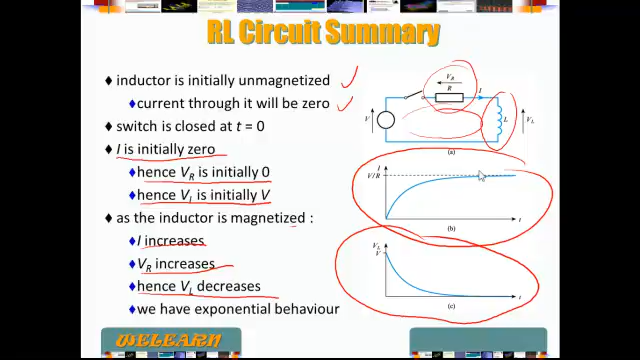 RL Circuit Summary
inductor is initially unmagnetized
current through it will be zero
switch is closed at t = 0
I is initially zero
hence VR is initially 0
hence VL is initially V
as the inductor is magnetized :
I increases
VR increases
hence VL decreases
we have exponential behaviour
VR
R
I
V
L
VL
(a)
I
V/R
t
(b)
VL
V
t
(c)
WELEARN